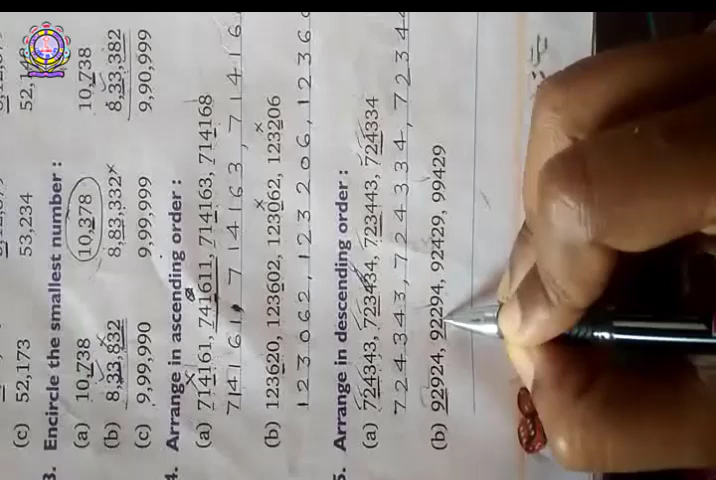 (c) 52,173 53,234
3. Encircle the smallest number :
(a) 10,738 10,378 10,738
(b) 8,33,832 8,83,332 8,33,382
(c) 9,99,990 9,99,999 9,90,999
4. Arrange in ascending order :
(a) 714161, 741611, 714163, 714168
714161, 714163, 71416
(b) 123620, 123602, 123062, 123206
123062, 123206, 1236
5. Arrange in descending order :
(a) 724343, 723434, 723443, 724334
724343, 724334, 7234
(b) 92924, 92294, 92429, 99429